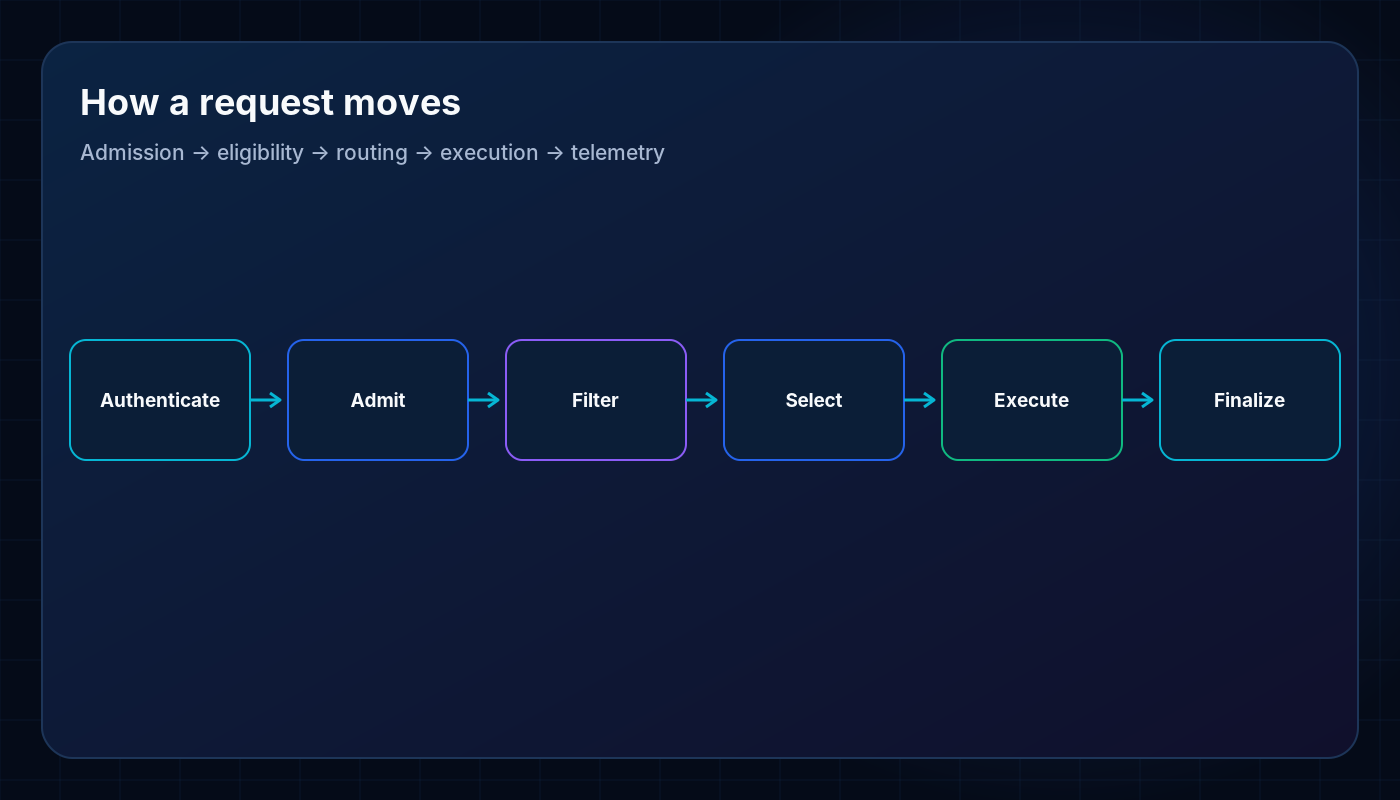 How a request moves
Admission → eligibility → routing → execution → telemetry
Authenticate
Admit
Filter
Select
Execute
Finalize